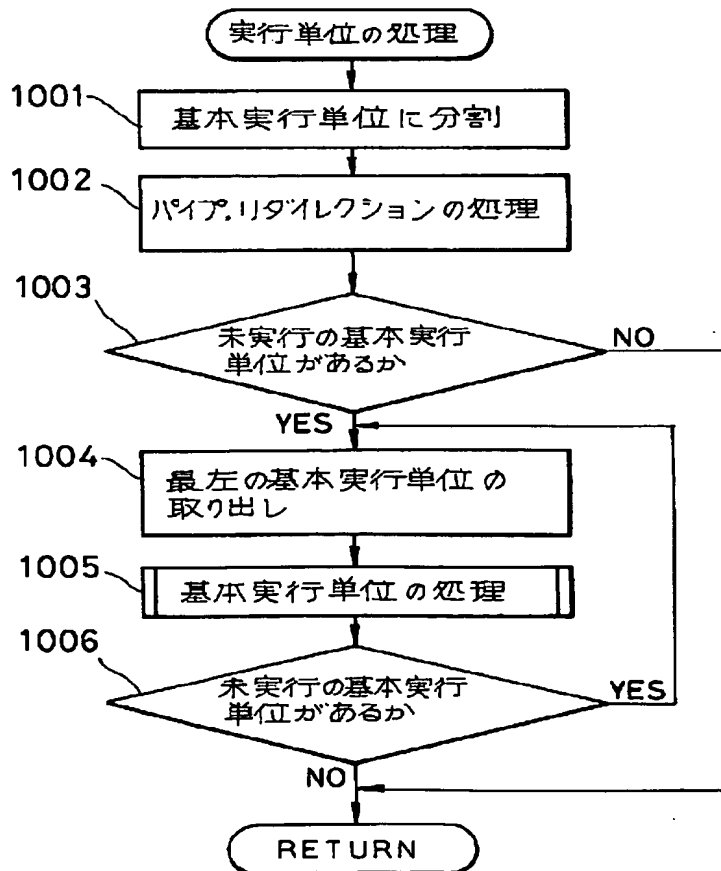 実行単位の処理
1001
基本実行単位に分割
1002
パイプ.リダイレクションの処理
1003
未実行の基本実行
単位があるか
NO
YES
1004
最左の基本実行単位の
取り出し
1005
基本実行単位の処理
1006
未実行の基本実行
単位があるか
YES
NO
RETURN